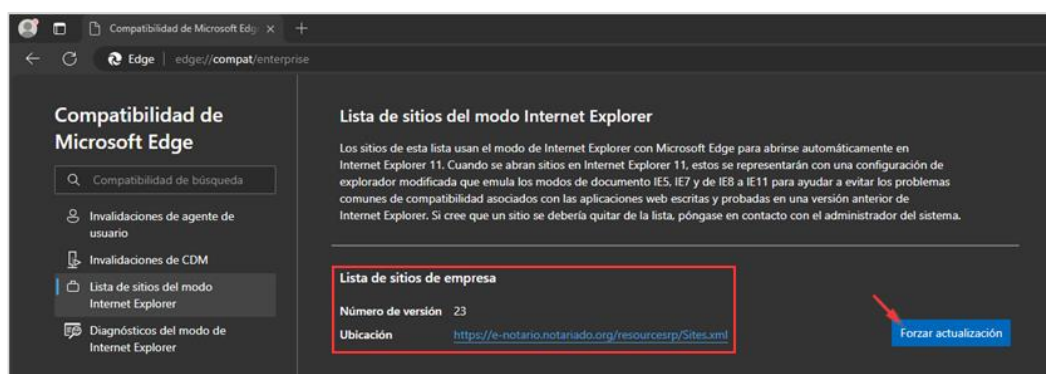 Compatibilidad de Microsoft Edg
Edge | edge://compat/enterprise
Compatibilidad de
Microsoft Edge
Compatibilidad de búsqueda
Invalidaciones de agente de
usuario
Invalidaciones de CDM
Lista de sitios del modo
Internet Explorer
Diagnósticos del modo de
Internet Explorer
Lista de sitios del modo Internet Explorer
Los sitios de esta lista usan el modo de Internet Explorer con Microsoft Edge para abrirse automáticamente en
Internet Explorer 11. Cuando se abran sitios en Internet Explorer 11, estos se representarán con una configuración de
explorador modificada que emula los modos de documento IE5, IE7 y de IE8 a IE11 para ayudar a evitar los problemas
comunes de compatibilidad asociados con las aplicaciones web escritas y probadas en una versión anterior de
Internet Explorer. Si cree que un sitio se debería quitar de la lista, póngase en contacto con el administrador del sistema.
Lista de sitios de empresa
Número de versión 23
Ubicación https://e-notario.notariado.org/resourcesrp/Sites.xml
Forzar actualización